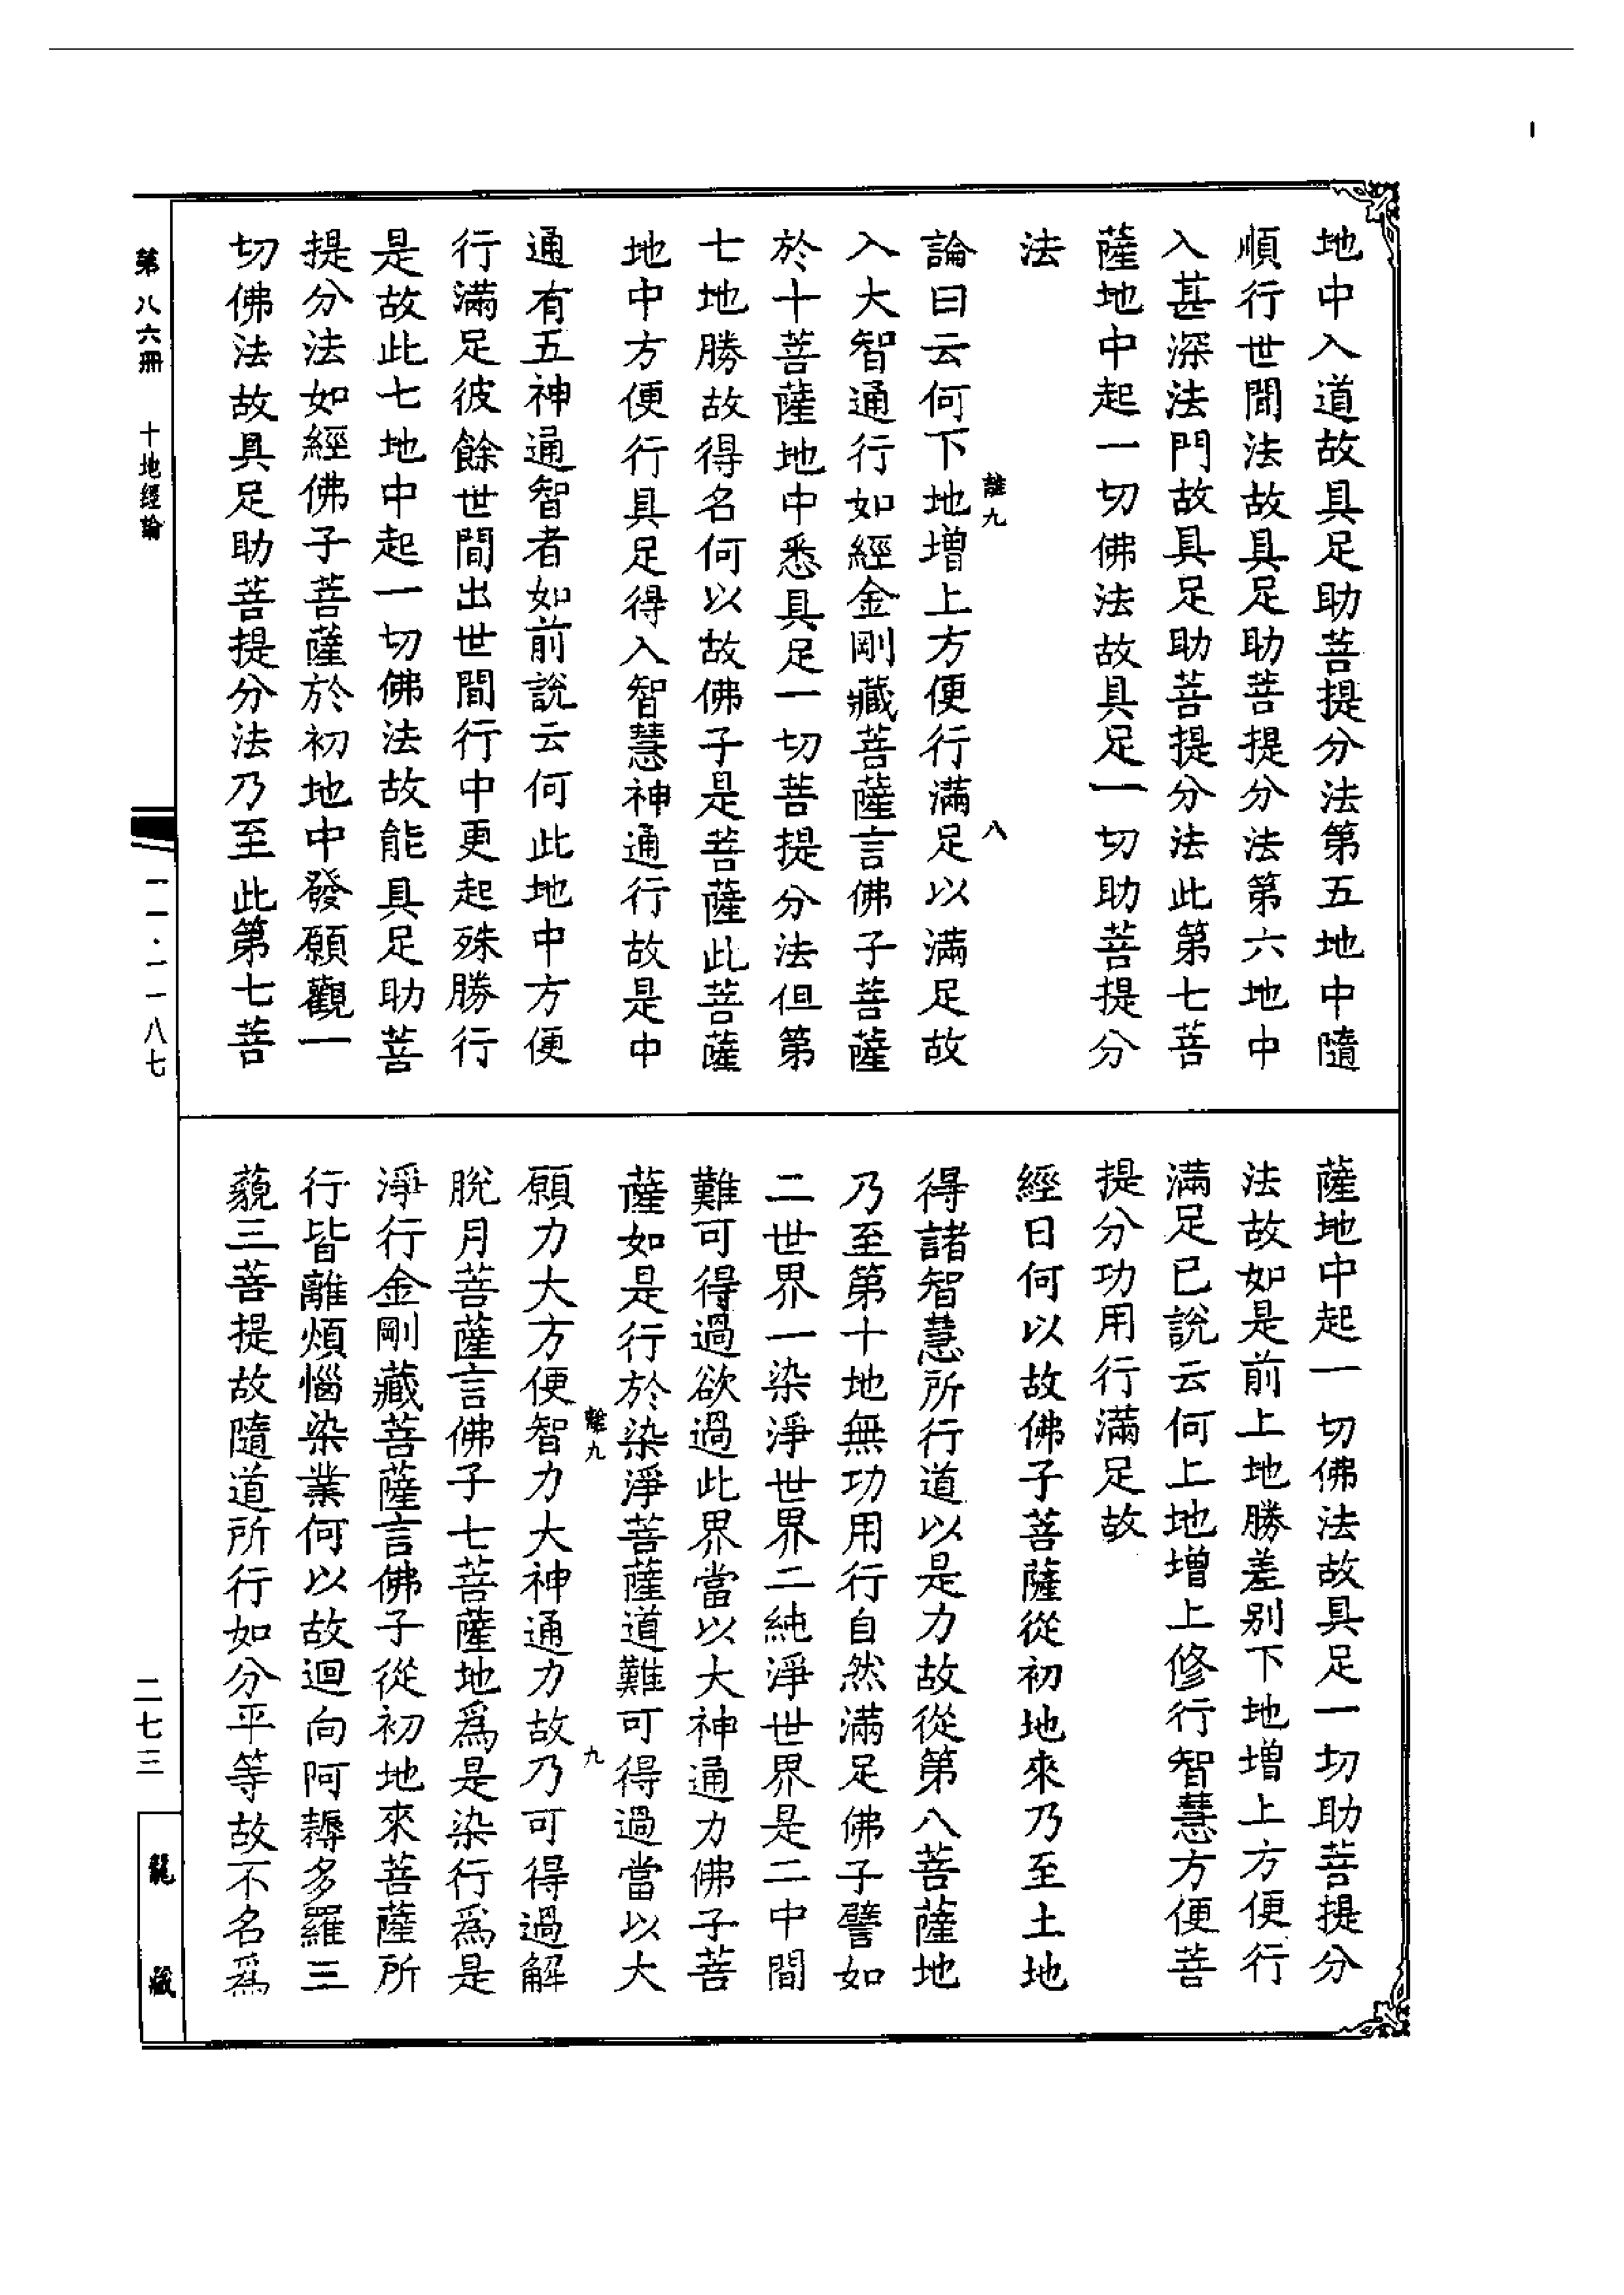 地中入道故具足助菩提分法第五地中隨
順行世間法故具足助菩提分法第六地中
入甚深法門故具足助菩提分法此第七菩
薩地中起一切佛法故具足一切助菩提分
法
論曰云何下地增上方便行滿足以滿足故
入大智通行如經金剛藏菩薩言佛子菩薩
於十菩薩地中悉具足一切菩提分法但第
七地勝故得名何以故佛子是菩薩此菩薩
地中方便行具足得入智慧神通行故是中
通有五神通智者如前說云何此地中方便
行滿足彼餘世間出世間行中更起殊勝行
是故此七地中起一切佛法故能具足助菩
提分法如經佛子菩薩於初地中發願觀一
切佛法故具足助菩提分法乃至此第七菩
薩地中起一切佛法故具足一切助菩提分
法故如是前上地勝差別下地增上方便行
滿足已說云何上地增上修行智慧方便菩
提分功用行滿足故
經曰何以故佛子菩薩從初地來乃至土地
得諸智慧所行道以是力故從第八菩薩地
乃至第十地無功用行自然滿足佛子譬如
二世界一染淨世界二純淨世界是二中間
難可得過欲過此界當以大神通力佛子菩
薩如是行於染淨菩薩道難可得過當以大
願力大方便智力大神通力故乃可得過解
脫月菩薩言佛子七菩薩地為是染行為是
淨行金剛藏菩薩言佛子從初地來菩薩所
行皆離煩惱染業何以故迴向阿耨多羅三
藐三菩提故隨道所行如分平等故不名為
第八六冊
十地經論
一一·一一八七
二七三
龍藏
八
九